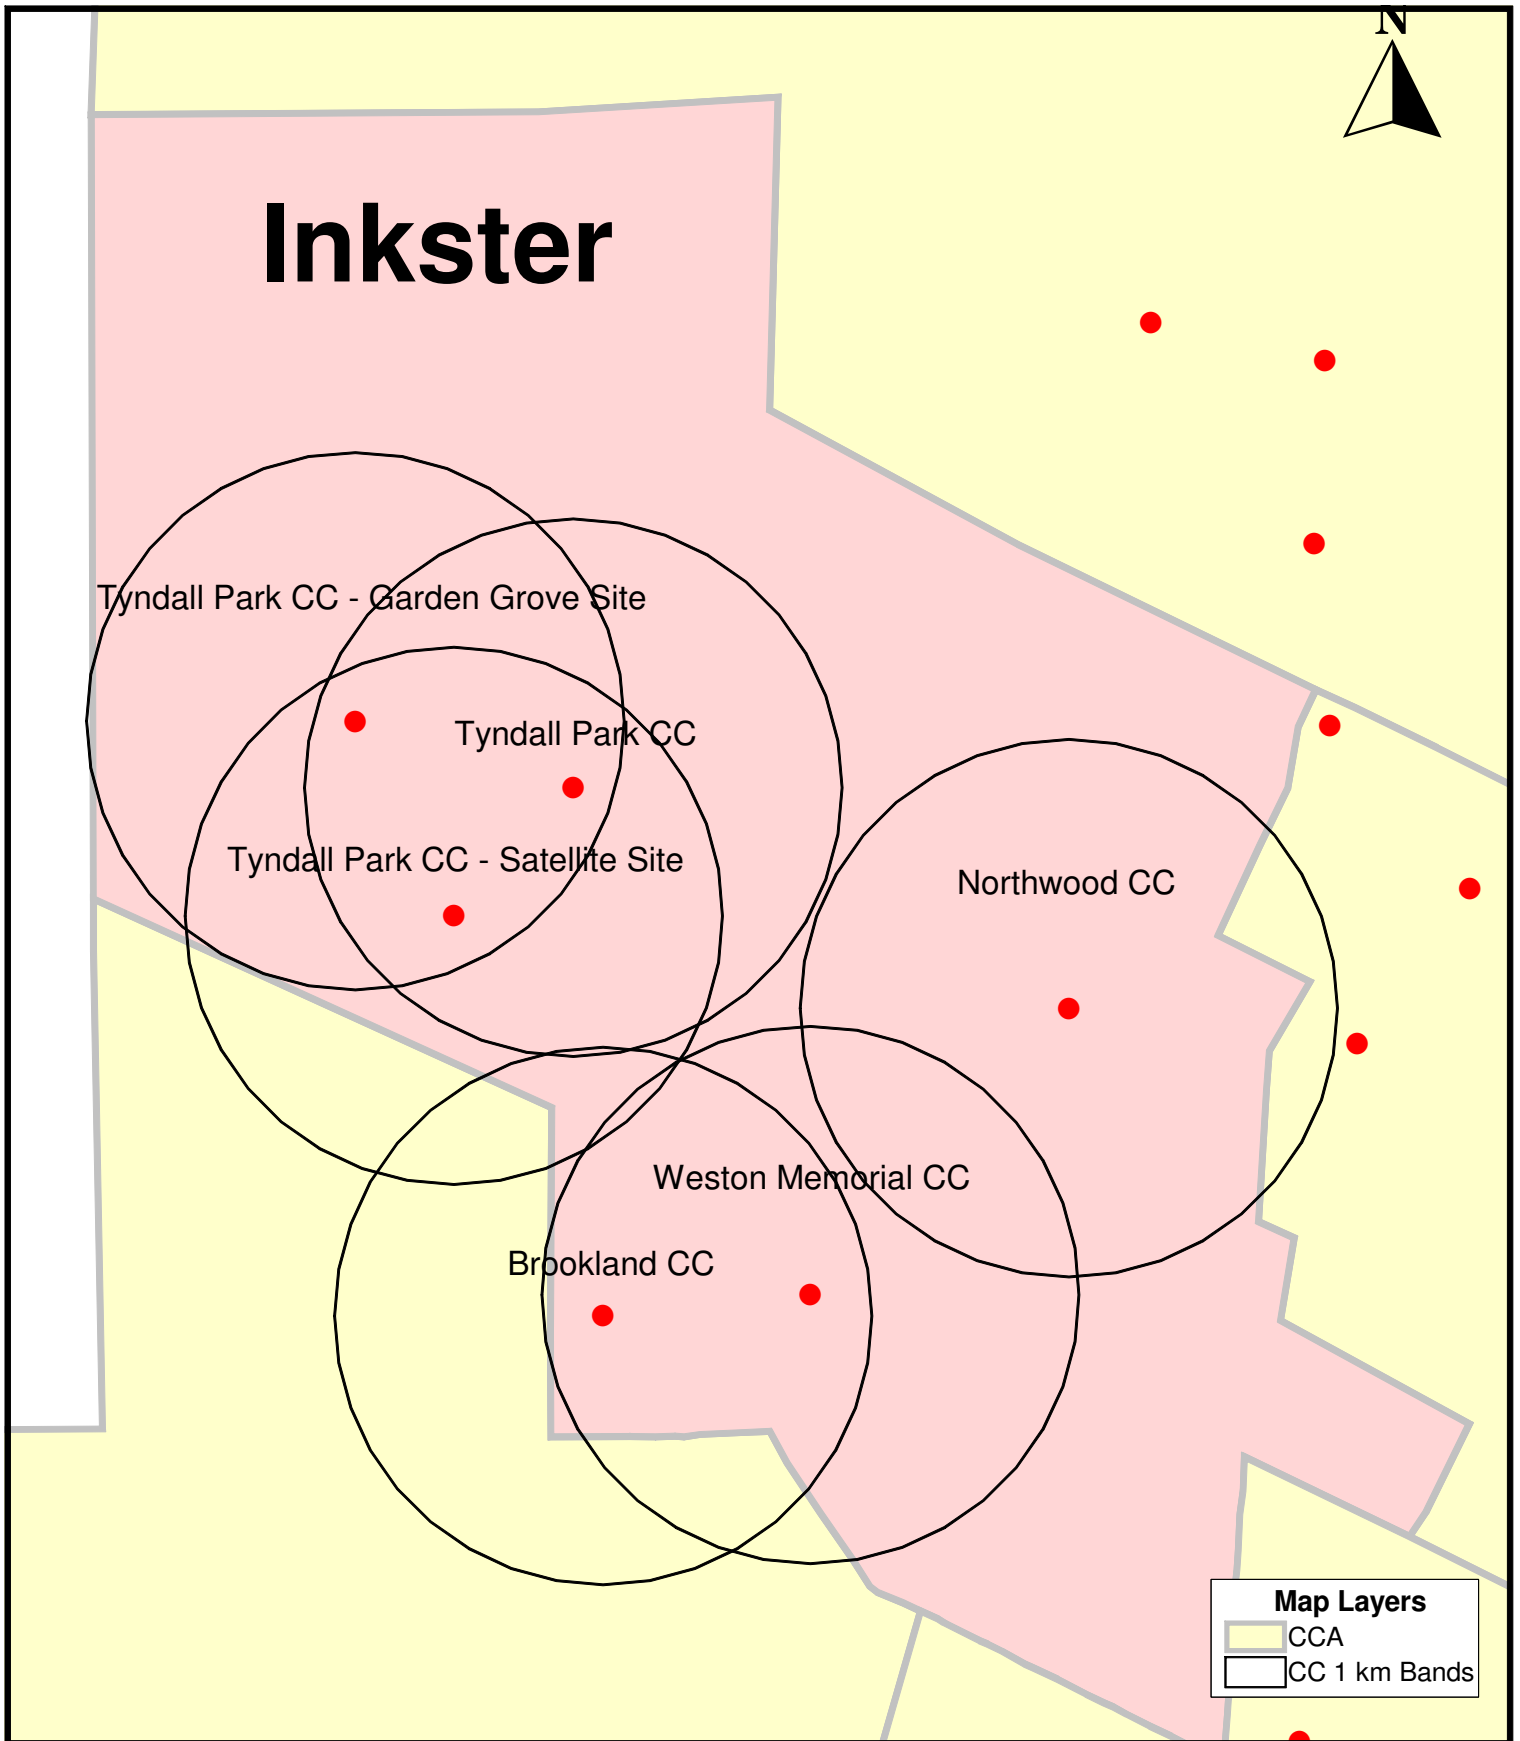 N
Inkster
Tyndall Park CC - Garden Grove Site
Tyndall Park CC
Tyndall Park CC - Satellite Site
Northwood CC
Weston Memorial CC
Brookland CC
Map Layers
CCA
CC 1 km Bands